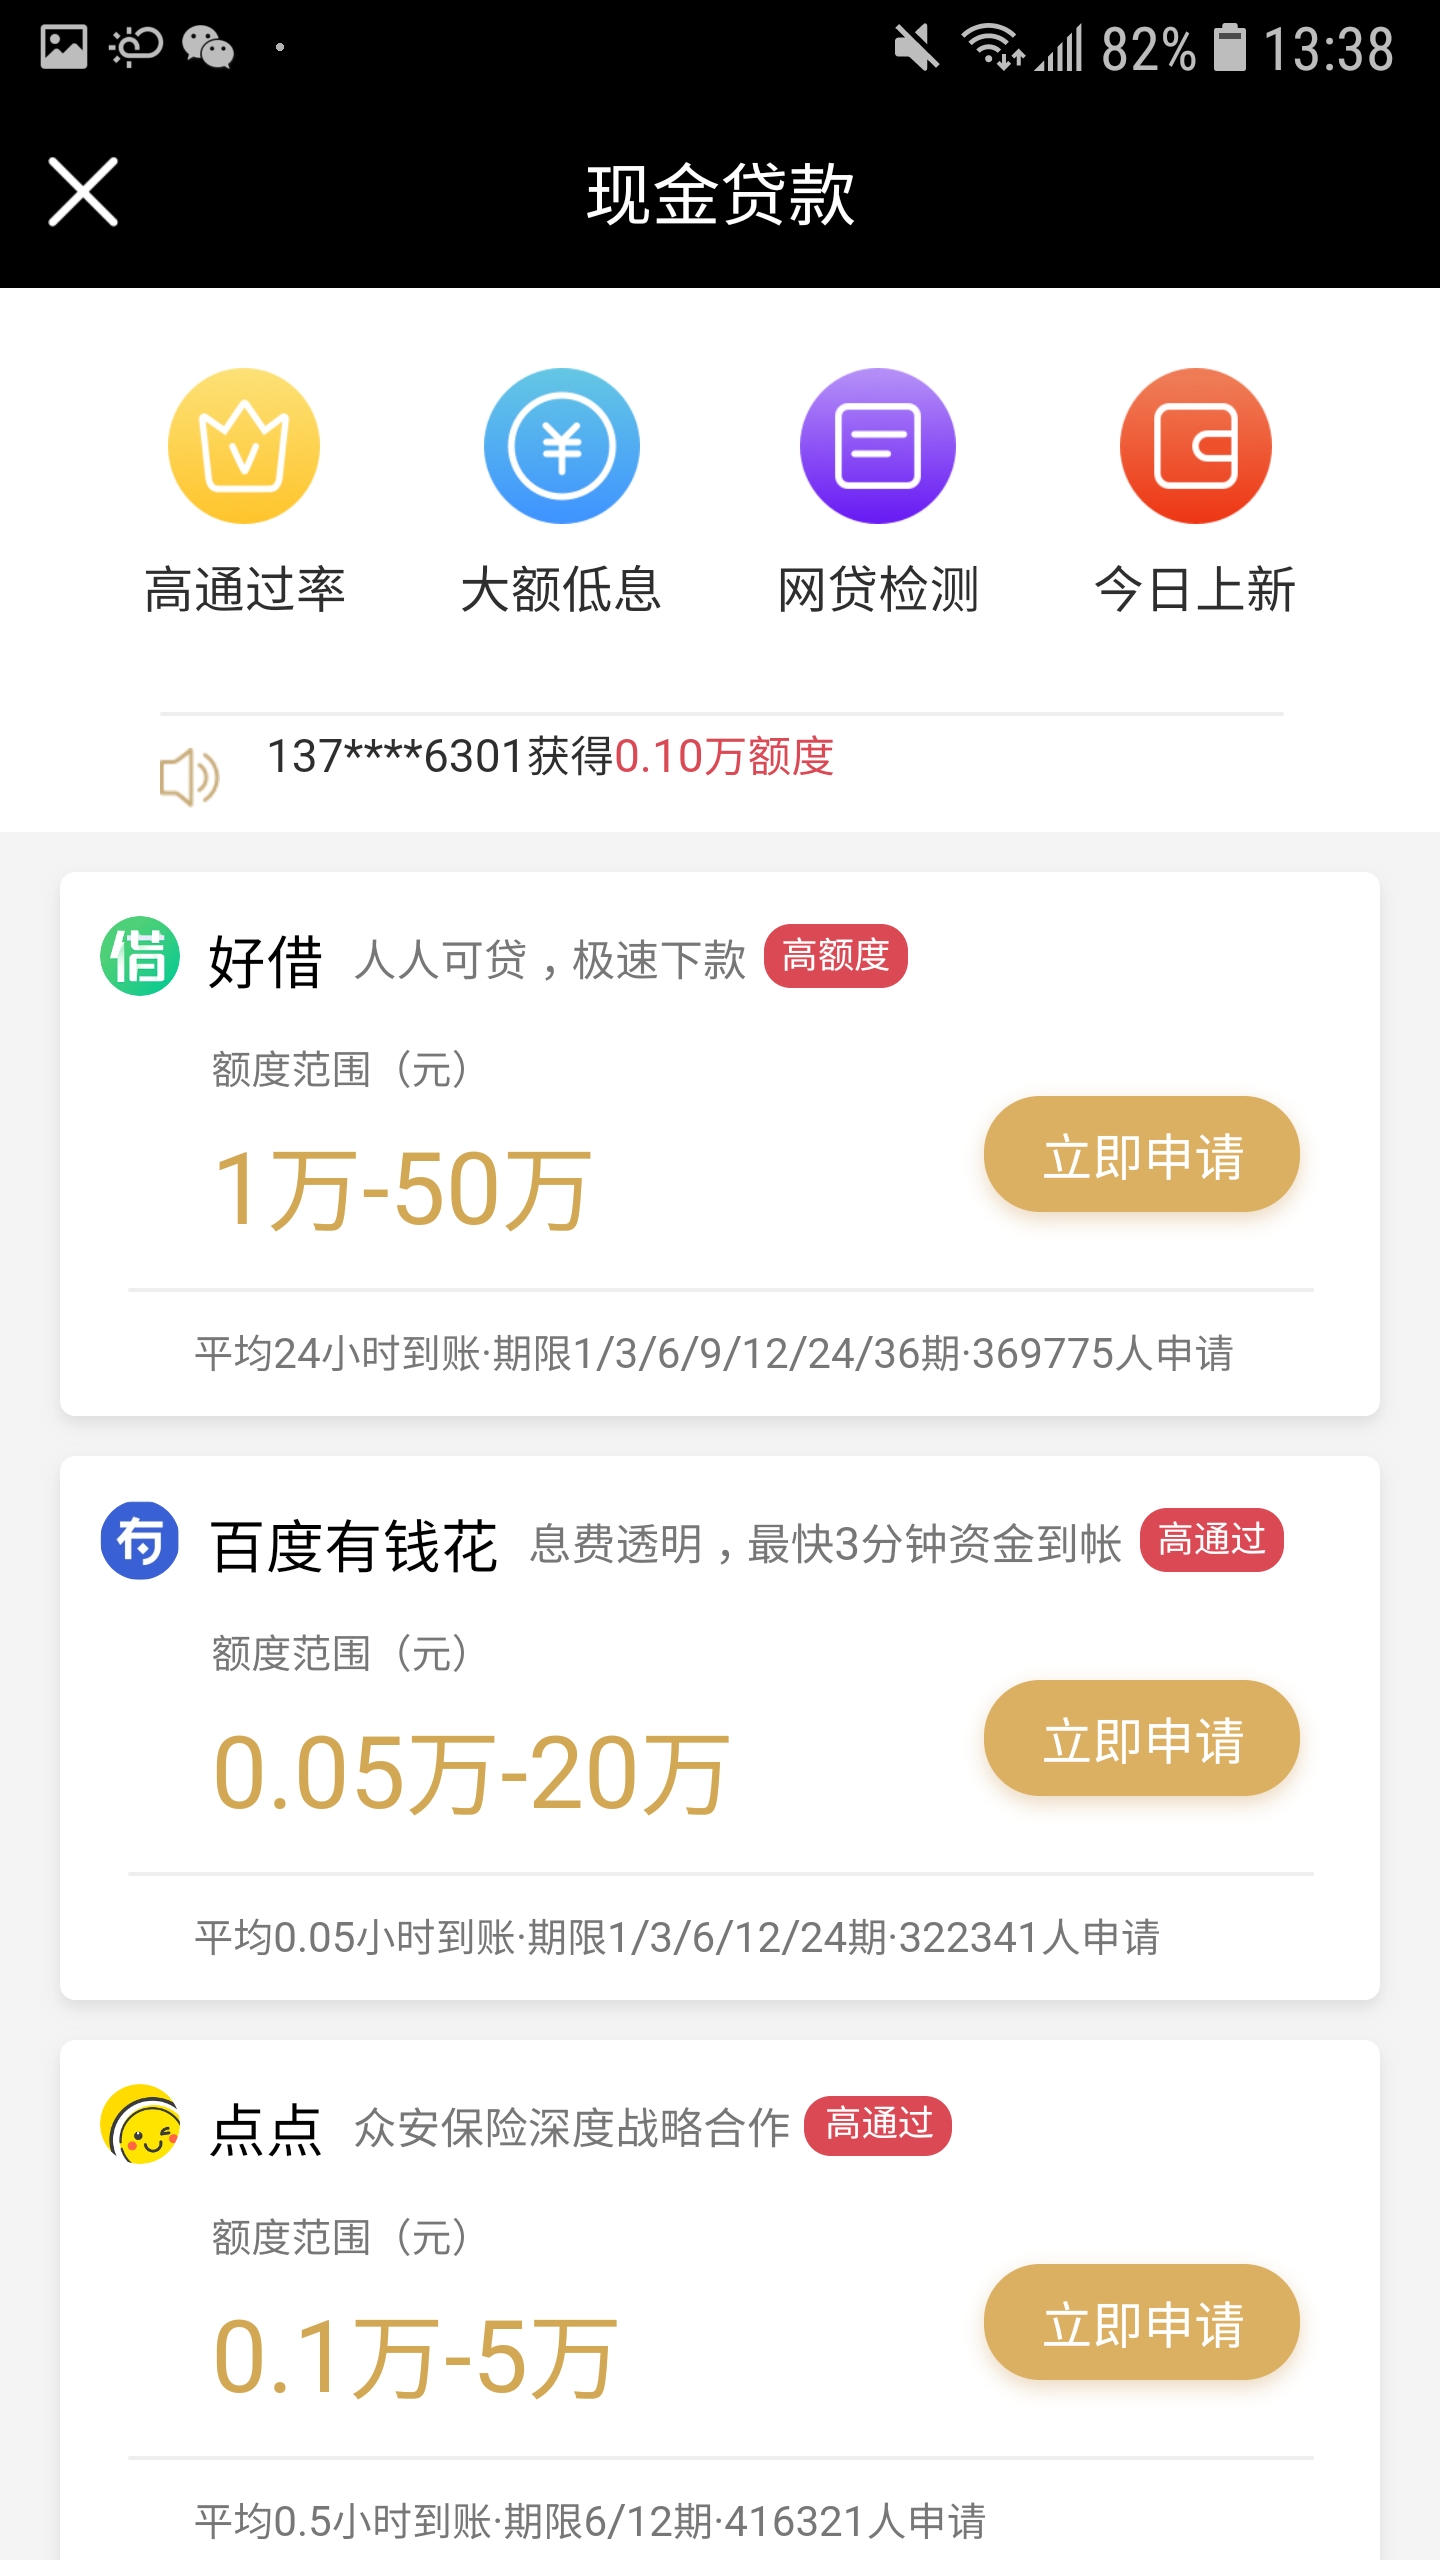 82% 13:38
现金贷款
高通过率 大额低息 网贷检测 今日上新
137****6301获得0.10万额度
借 好借 人人可贷，极速下款 高额度
额度范围（元）
1万-50万 立即申请
平均24小时到账·期限1/3/6/9/12/24/36期·369775人申请
百度有钱花 息费透明，最快3分钟资金到帐 高通过
额度范围（元）
0.05万-20万 立即申请
平均0.05小时到账·期限1/3/6/12/24期·322341人申请
点点 众安保险深度战略合作 高通过
额度范围（元）
0.1万-5万 立即申请
平均0.5小时到账·期限6/12期·416321人申请